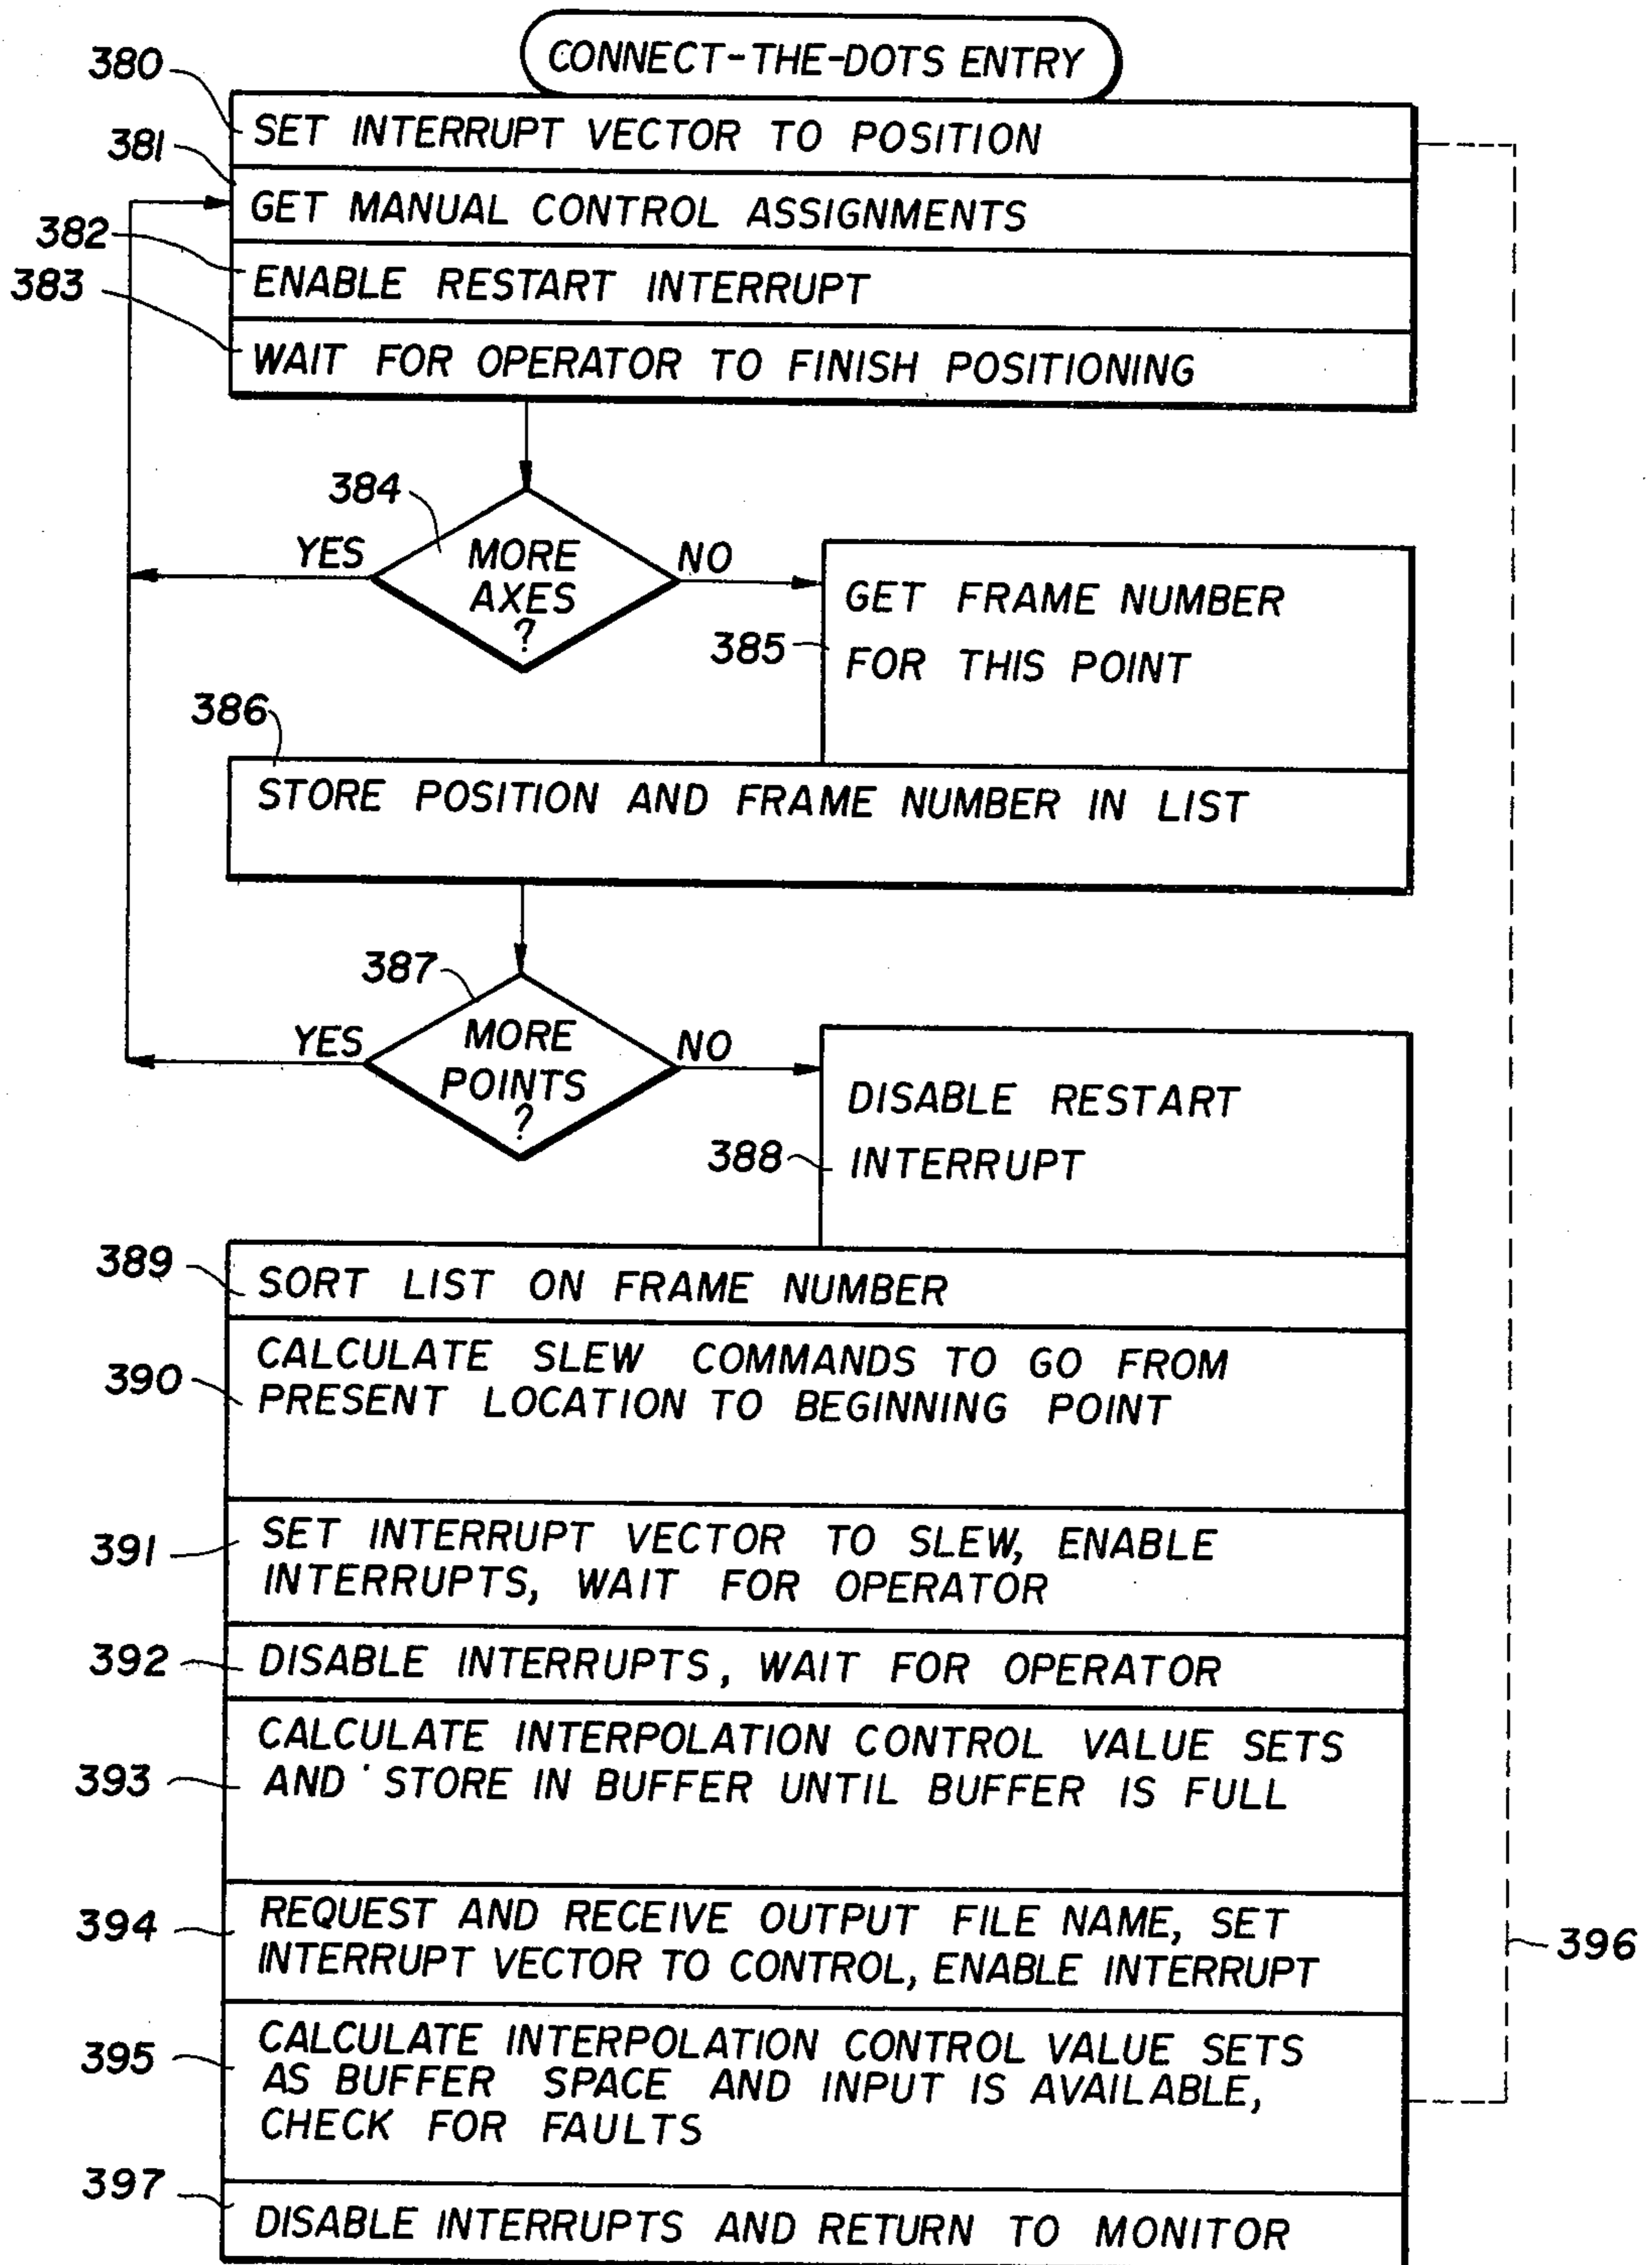 CONNECT-THE-DOTS ENTRY
380
SET INTERRUPT VECTOR TO POSITION
381
GET MANUAL CONTROL ASSIGNMENTS
382
ENABLE RESTART INTERRUPT
383
WAIT FOR OPERATOR TO FINISH POSITIONING
384
YES
MORE
AXES
?
NO
GET FRAME NUMBER
385
FOR THIS POINT
386
STORE POSITION AND FRAME NUMBER IN LIST
387
YES
MORE
POINTS
?
NO
DISABLE RESTART
388
INTERRUPT
389
SORT LIST ON FRAME NUMBER
390
CALCULATE SLEW COMMANDS TO GO FROM
PRESENT LOCATION TO BEGINNING POINT
391
SET INTERRUPT VECTOR TO SLEW, ENABLE
INTERRUPTS, WAIT FOR OPERATOR
392
DISABLE INTERRUPTS, WAIT FOR OPERATOR
393
CALCULATE INTERPOLATION CONTROL VALUE SETS
AND STORE IN BUFFER UNTIL BUFFER IS FULL
394
REQUEST AND RECEIVE OUTPUT FILE NAME, SET
INTERRUPT VECTOR TO CONTROL, ENABLE INTERRUPT
396
395
CALCULATE INTERPOLATION CONTROL VALUE SETS
AS BUFFER SPACE AND INPUT IS AVAILABLE,
CHECK FOR FAULTS
397
DISABLE INTERRUPTS AND RETURN TO MONITOR